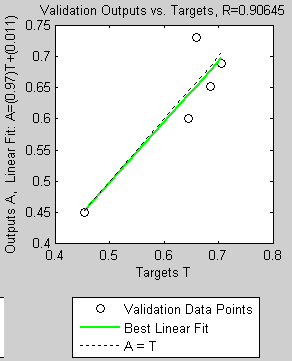 Validation Outputs vs. Targets, R=0.90645
Outputs A, Linear Fit: A=(0.97)T+(0.011)
0.75
0.7
0.65
0.6
0.55
0.5
0.45
0.4
0.4 0.5 0.6 0.7 0.8
Targets T
Validation Data Points
Best Linear Fit
A = T